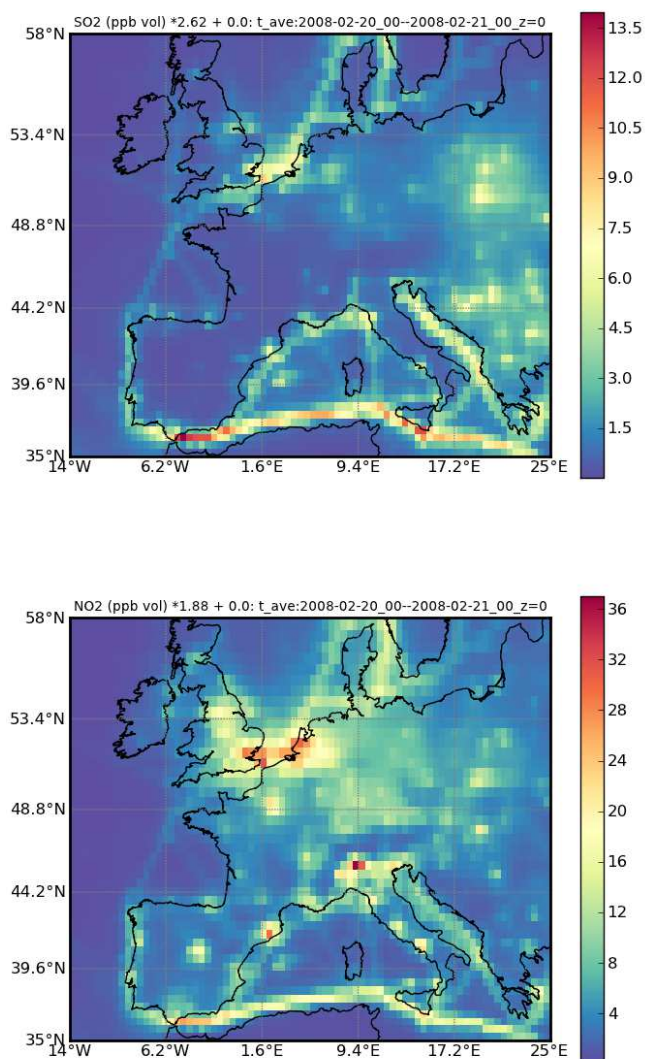 SO2 (ppb vol) *2.62 + 0.0: t_ave:2008-02-20_00--2008-02-21_00_z=0
58°N
53.4°N
48.8°N
44.2°N
39.6°N
35°N
14°W
6.2°W
1.6°E
9.4°E
17.2°E
25°E
13.5
12.0
10.5
9.0
7.5
6.0
4.5
3.0
1.5
NO2 (ppb vol) *1.88 + 0.0: t_ave:2008-02-20_00--2008-02-21_00_z=0
58°N
53.4°N
48.8°N
44.2°N
39.6°N
35°N
14°W
6.2°W
1.6°E
9.4°E
17.2°E
25°E
36
32
28
24
20
16
12
8
4